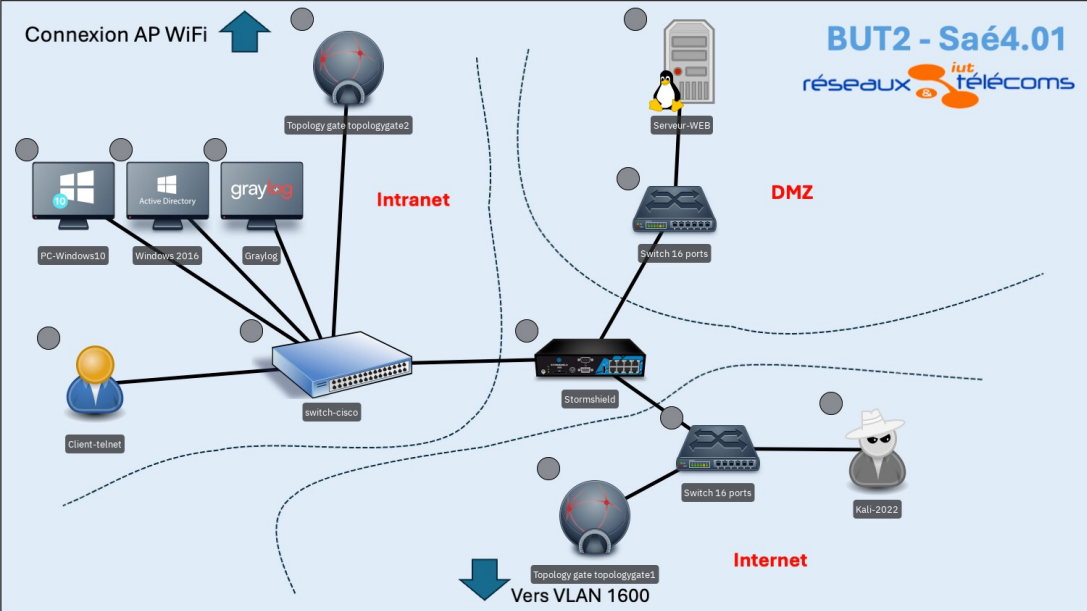 Connexion AP WiFi
BUT2 - Saé4.01
iut
réseaux & télécoms
Topology gate topologygate2
Serveur-WEB
10
Active Directory
graylog
Intranet
DMZ
PC-Windows10
Windows 2016
Graylog
Switch 16 ports
Client-telnet
switch-cisco
Stormshield
Switch 16 ports
Kali-2022
Topology gate topologygate1
Internet
Vers VLAN 1600